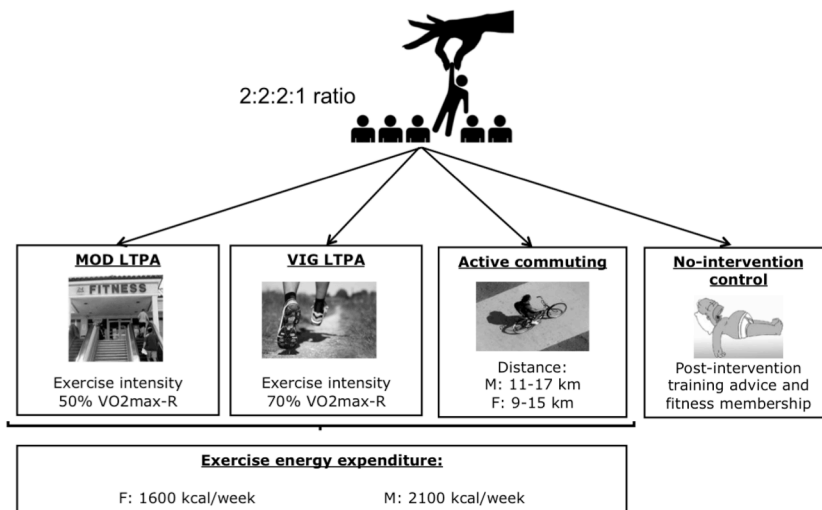 2:2:2:1 ratio
MOD LTPA
FITNESS
Exercise intensity
50% VO2max-R
VIG LTPA
Exercise intensity
70% VO2max-R
Active commuting
Distance:
M: 11-17 km
F: 9-15 km
No-intervention
control
Post-intervention
training advice and
fitness membership
Exercise energy expenditure:
F: 1600 kcal/week M: 2100 kcal/week